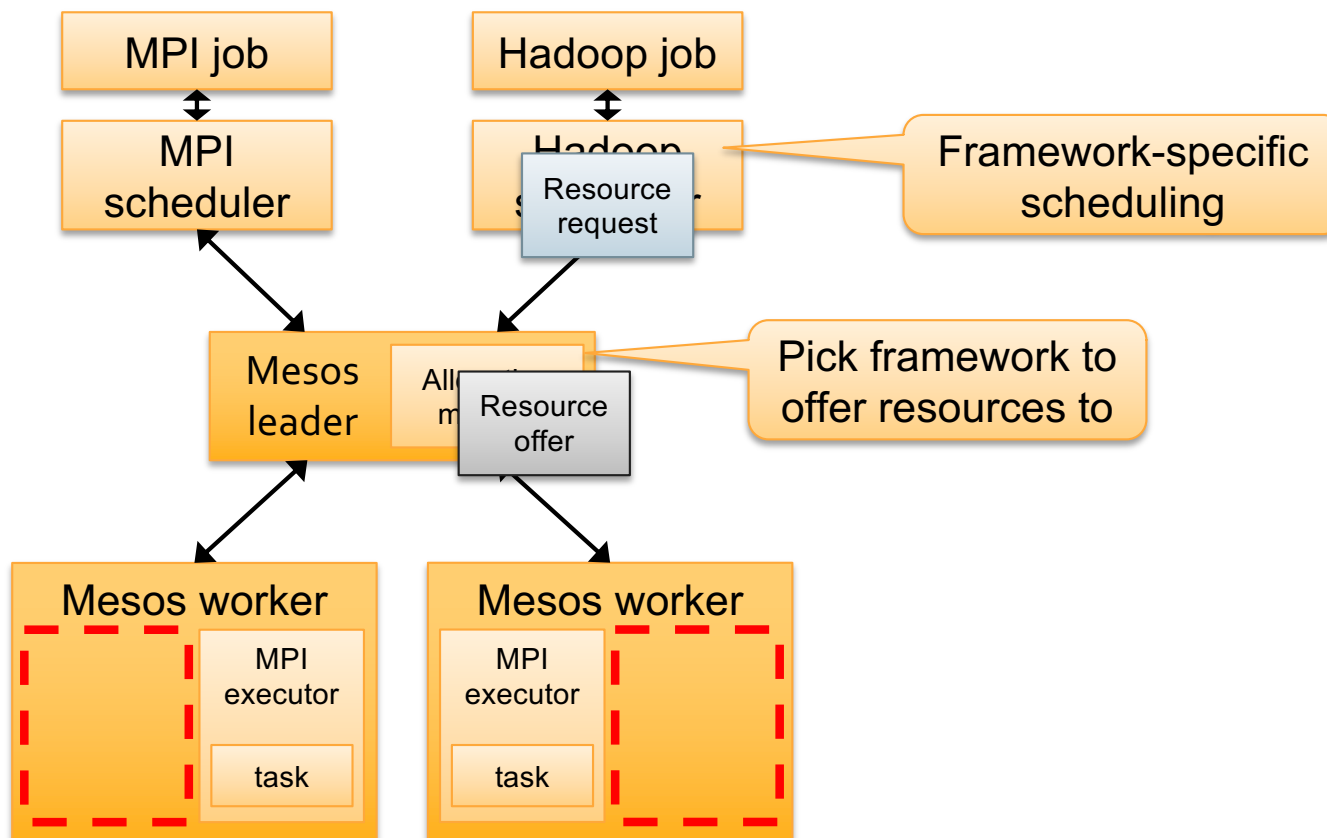 MPI job
Hadoop job
MPI
scheduler
Hadoop
Resource
request
Framework-specific
scheduling
Mesos
leader
Resource
offer
Pick framework to
offer resources to
Mesos worker
MPI
executor
task
Mesos worker
MPI
executor
task